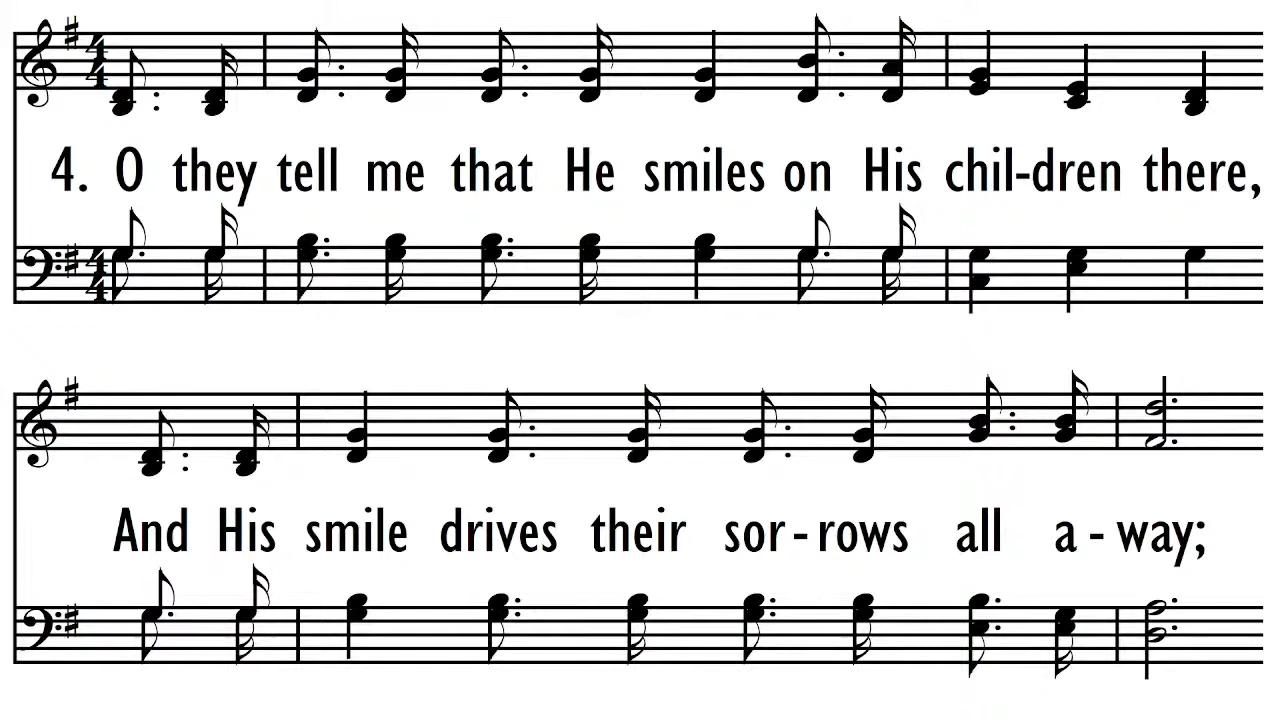 4. O they tell me that He smiles on His chil-dren there,
And His smile drives their sor-rows all a-way;